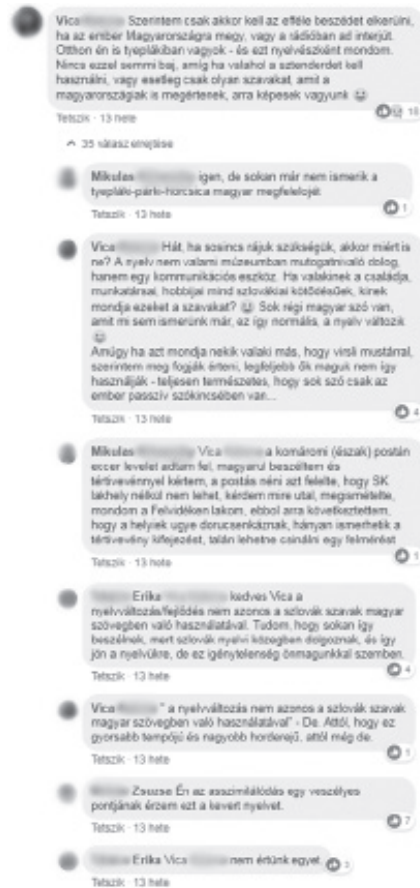 Vica Szerintem csak akkor kell az efféle beszédet elkerülni,
ha az ember Magyarországra megy, vagy a rádióban ad interjút.
Otthon én is tyeplákiban vagyok - és ezt nyelvészként mondom.
Nincs ezzel semmi baj, amíg ha valahol a sztenderdet kell
használni, vagy esetleg csak olyan szavakat, amit a
magyarországiak is megértenek, arra képesek vagyunk
18
Tetszik · 13 hete
35 válasz elrejtése
Mikulas igen, de sokan már nem ismerik a
tyepláki-párki-horcsica magyar megfelelojét
1
Tetszik · 13 hete
Vica Hát, ha sosincs rájuk szükségük, akkor miért is
ne? A nyelv nem valami múzeumban mutogatnivaló dolog,
hanem egy kommunikációs eszköz. Ha valakinek a családja,
munkatársai, hobbijai mind szlovákiai kötődésűek, kinek
mondja ezeket a szavakat? Sok régi magyar szó van,
amit mi sem ismerünk már, ez így normális, a nyelv változik
Amúgy ha azt mondja nekik valaki más, hogy virsli mustárral,
szerintem meg fogják érteni, legfeljebb ők maguk nem így
használják - teljesen természetes, hogy sok szó csak az
ember passzív szókincsében van...
4
Tetszik · 13 hete
Mikulas Vica a komáromi (észak) postán
eccer levelet adtam fel, magyarul beszéltem és
tértivevénnyel kértem, a postás néni azt felelte, hogy SK
lakhely nélkül nem lehet, kérdem mire utal, megismételte,
mondom a Felvidéken lakom, ebbol arra következtettem,
hogy a helyiek ugye dorucsenkáznak, hányan ismerhetik a
tértivevény kifejezést, talán lehetne csinálni egy felmérést
1
Tetszik · 13 hete
Erika kedves Vica a
nyelvváltozás/fejlődés nem azonos a szlovák szavak magyar
szövegben való használatával. Tudom, hogy sokan így
beszélnek, mert szlovák nyelvi közegben dolgoznak, és így
jön a nyelvükre, de ez igénytelenség önmagunkkal szemben.
4
Tetszik · 13 hete
Vica " a nyelvváltozás nem azonos a szlovák szavak
magyar szövegben való használatával" - De. Attól, hogy ez
gyorsabb tempójú és nagyobb horderejű, attól még de.
1
Tetszik · 13 hete
Zsuzsa Én az asszimilálódás egy veszélyes
pontjának érzem ezt a kevert nyelvet.
7
Tetszik · 13 hete
Erika Vica nem értünk egyet.
3
Tetszik · 13 hete